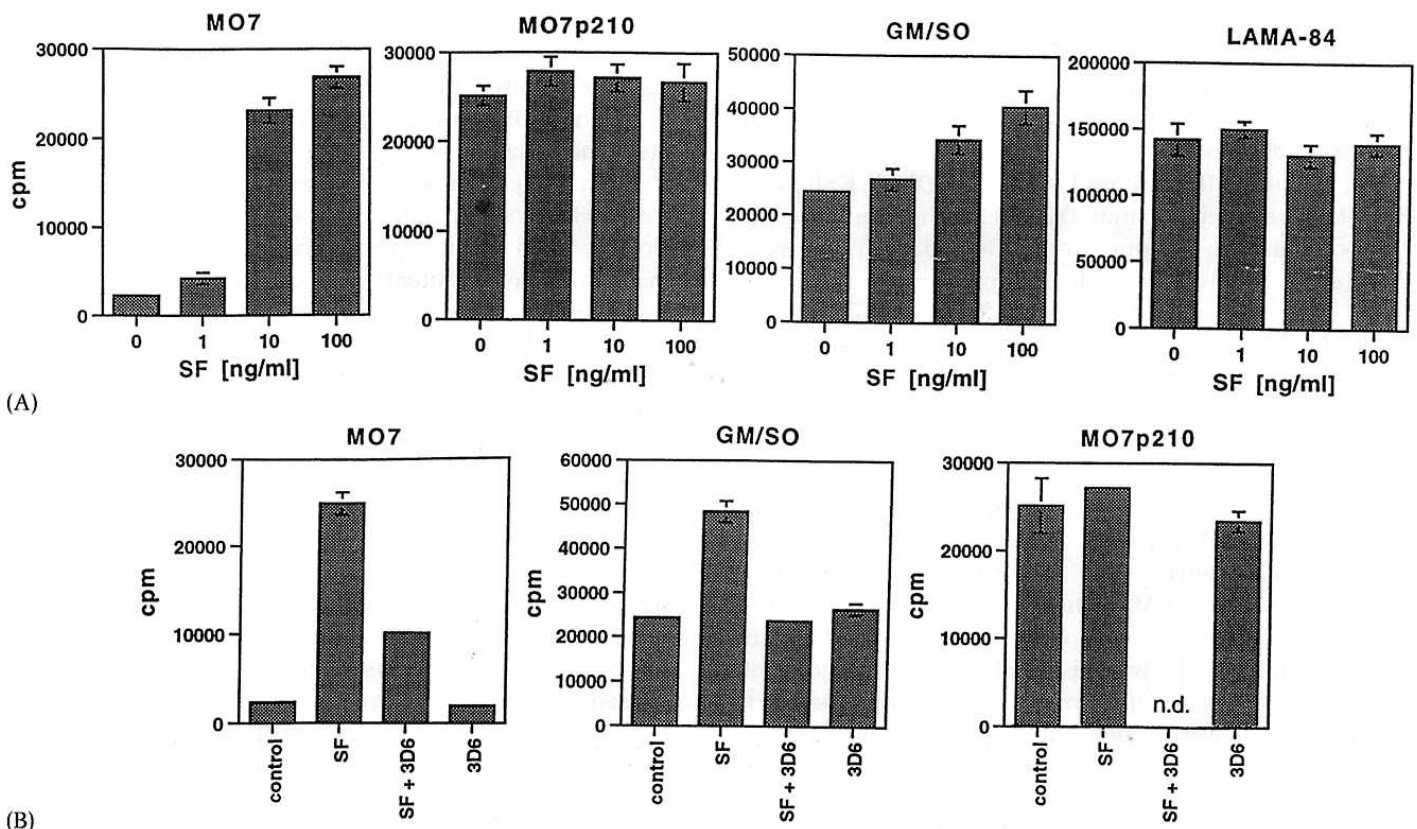 MO7
30000
20000
10000
0
cpm
0 1 10 100
SF [ng/ml]
MO7p210
30000
20000
10000
0
0 1 10 100
SF [ng/ml]
GM/SO
50000
40000
30000
20000
10000
0
0 1 10 100
SF [ng/ml]
LAMA-84
200000
150000
100000
50000
0
0 1 10 100
SF [ng/ml]
(A)
MO7
30000
20000
10000
0
cpm
control
SF
SF + 3D6
3D6
GM/SO
60000
50000
40000
30000
20000
10000
0
cpm
control
SF
SF + 3D6
3D6
MO7p210
30000
20000
10000
0
cpm
n.d.
control
SF
SF + 3D6
3D6
(B)